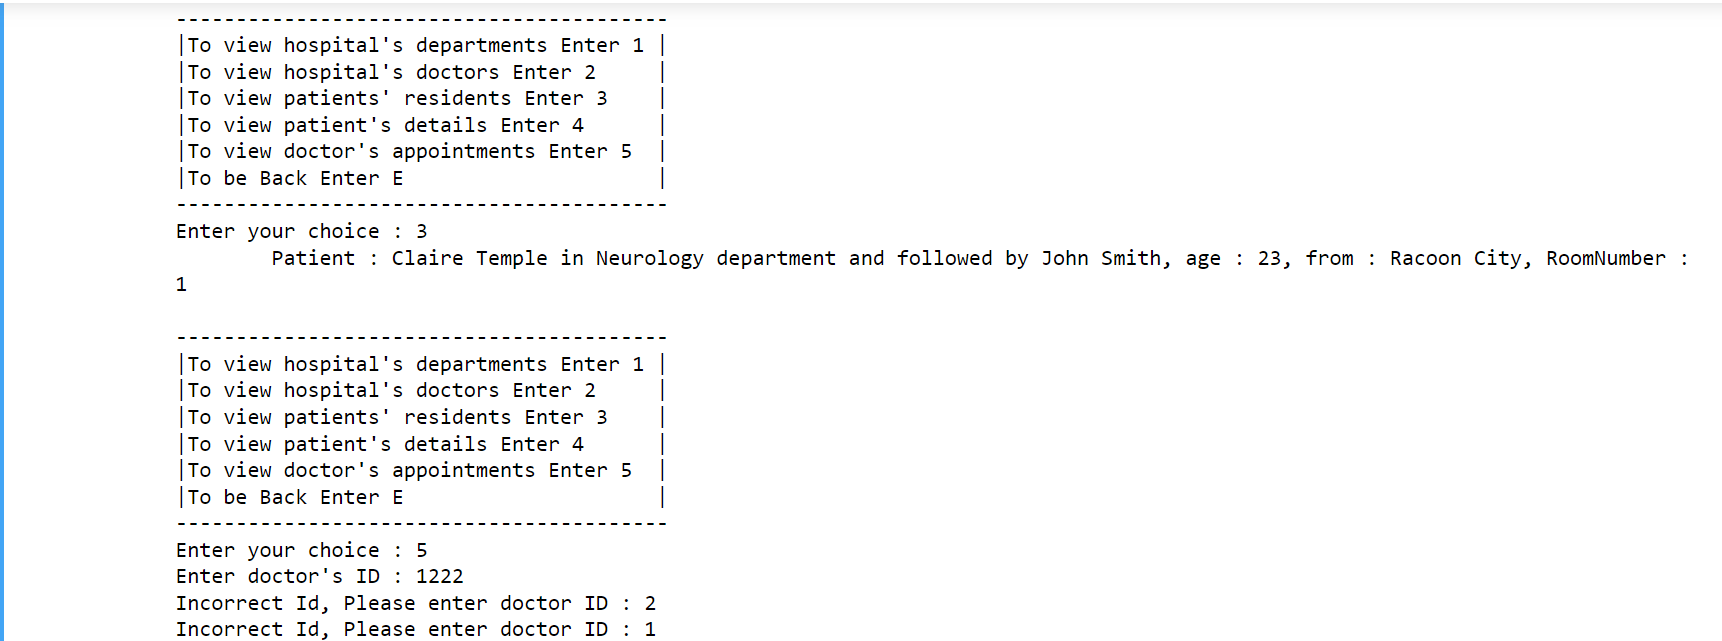 -----------------------------------------
|To view hospital's departments Enter 1 |
|To view hospital's doctors Enter 2     |
|To view patients' residents Enter 3    |
|To view patient's details Enter 4      |
|To view doctor's appointments Enter 5  |
|To be Back Enter E                     |
-----------------------------------------
Enter your choice : 3
        Patient : Claire Temple in Neurology department and followed by John Smith, age : 23, from : Racoon City, RoomNumber :
1

-----------------------------------------
|To view hospital's departments Enter 1 |
|To view hospital's doctors Enter 2     |
|To view patients' residents Enter 3    |
|To view patient's details Enter 4      |
|To view doctor's appointments Enter 5  |
|To be Back Enter E                     |
-----------------------------------------
Enter your choice : 5
Enter doctor's ID : 1222
Incorrect Id, Please enter doctor ID : 2
Incorrect Id, Please enter doctor ID : 1